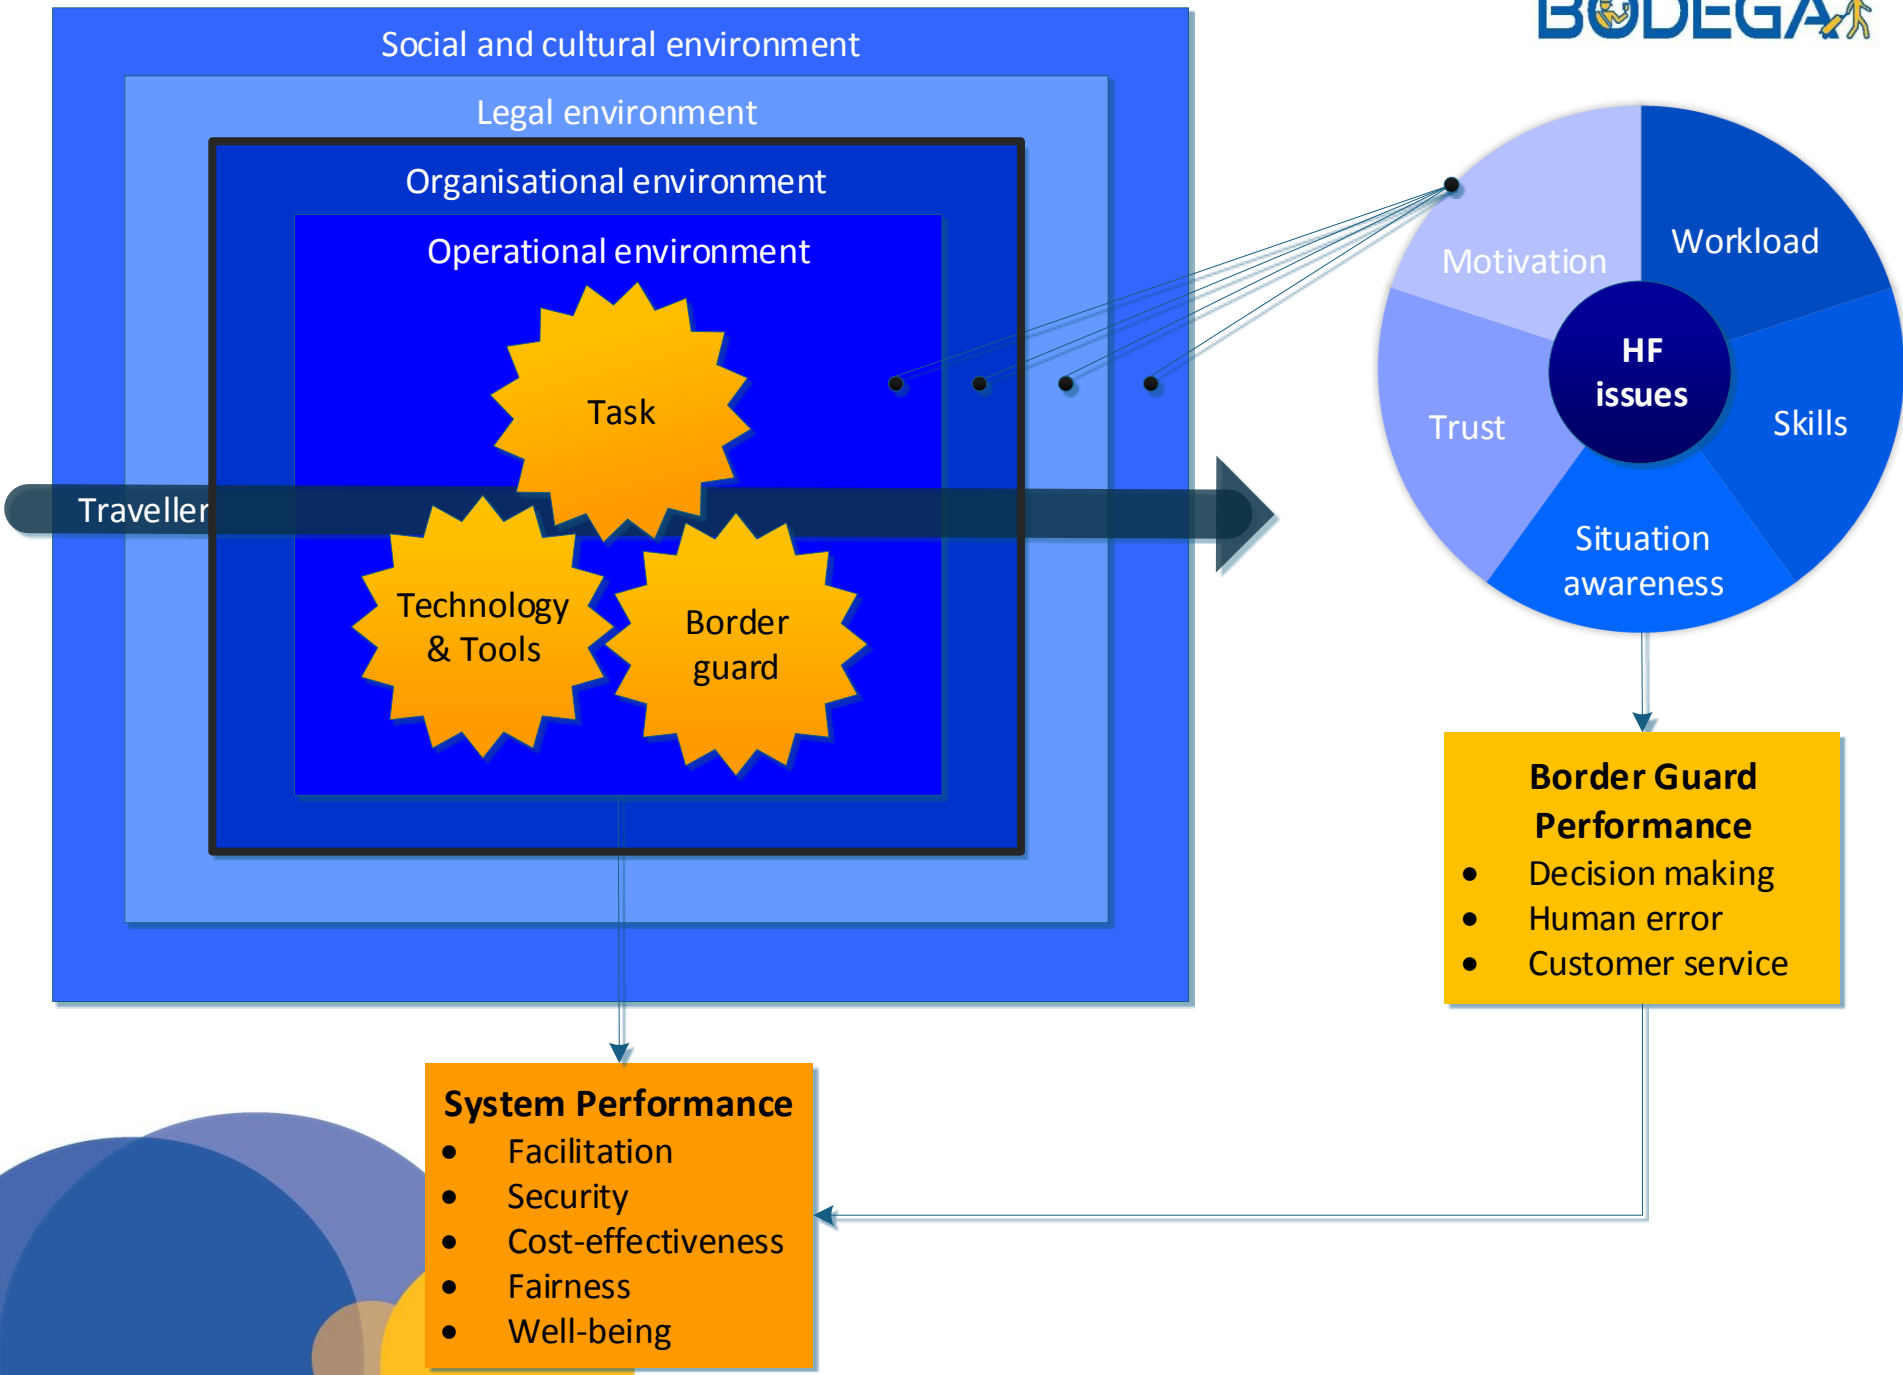 BODEGA
Social and cultural environment
Legal environment
Organisational environment
Operational environment
Task
Traveller
Technology
& Tools
Border
guard
Motivation
Workload
HF
issues
Trust
Skills
Situation
awareness
Border Guard
Performance
• Decision making
• Human error
• Customer service
System Performance
• Facilitation
• Security
• Cost-effectiveness
• Fairness
• Well-being